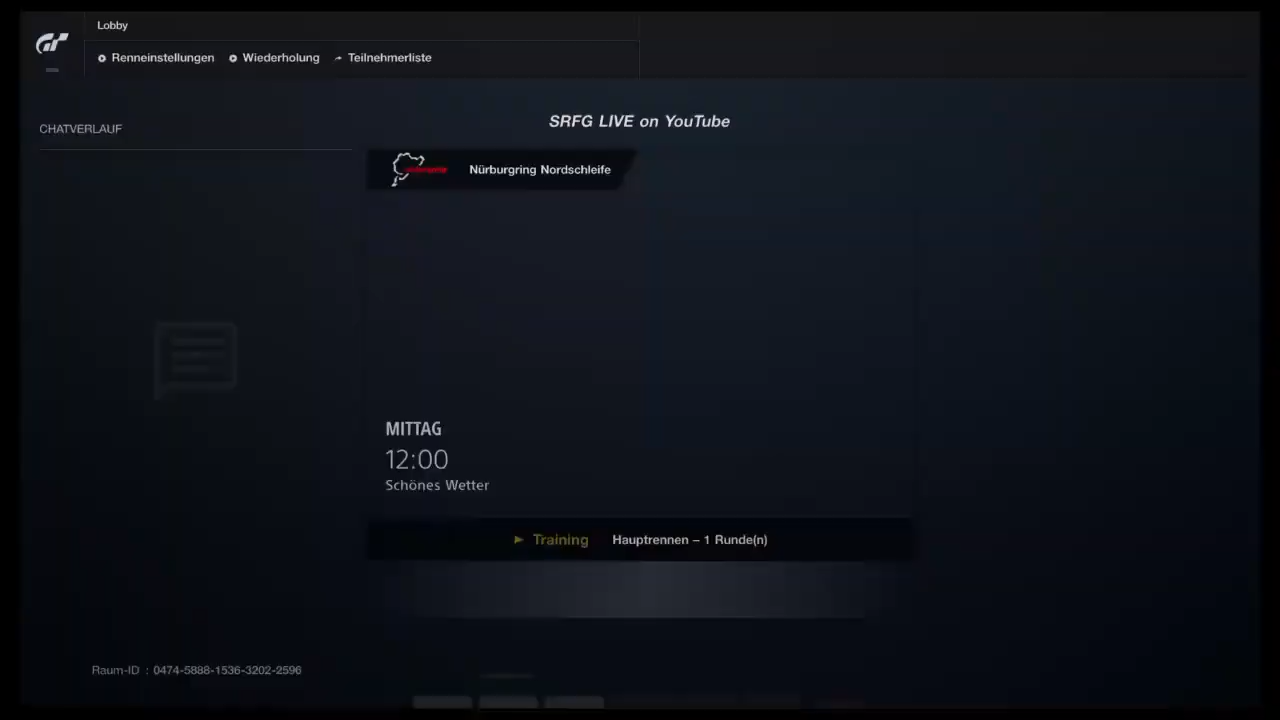 Lobby
Renneinstellungen Wiederholung Teilnehmerliste
CHATVERLAUF
SRFG LIVE on YouTube
Nürburgring Nordschleife
MITTAG
12:00
Schönes Wetter
Training Hauptrennen – 1 Runde(n)
Raum-ID : 0474-5888-1536-3202-2596